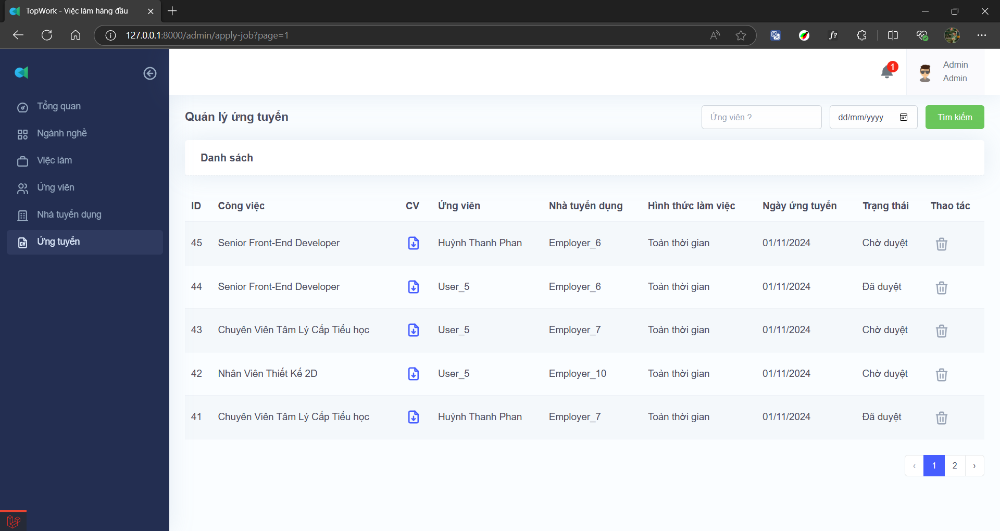 TopWork - Việc làm hàng đầu
127.0.0.1:8000/admin/apply-job?page=1
1
Admin
Admin
Tổng quan
Ngành nghề
Việc làm
Ứng viên
Nhà tuyển dụng
Ứng tuyển
Quản lý ứng tuyển
Ứng viên ?
dd/mm/yyyy
Tìm kiếm
Danh sách
ID Công việc CV Ứng viên Nhà tuyển dụng Hình thức làm việc Ngày ứng tuyển Trạng thái Thao tác
45 Senior Front-End Developer Huỳnh Thanh Phan Employer_6 Toàn thời gian 01/11/2024 Chờ duyệt
44 Senior Front-End Developer User_5 Employer_6 Toàn thời gian 01/11/2024 Đã duyệt
43 Chuyên Viên Tâm Lý Cấp Tiểu học User_5 Employer_7 Toàn thời gian 01/11/2024 Chờ duyệt
42 Nhân Viên Thiết Kế 2D User_5 Employer_10 Toàn thời gian 01/11/2024 Chờ duyệt
41 Chuyên Viên Tâm Lý Cấp Tiểu học Huỳnh Thanh Phan Employer_7 Toàn thời gian 01/11/2024 Đã duyệt
‹ 1 2 ›